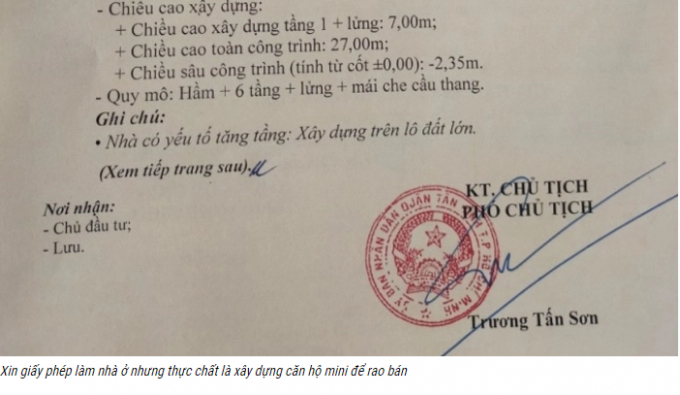 - Chiều cao xây dựng:
+ Chiều cao xây dựng tầng 1 + lửng: 7,00m;
+ Chiều cao toàn công trình: 27,00m;
+ Chiều sâu công trình (tính từ cốt ±0,00): -2,35m.
- Quy mô: Hầm + 6 tầng + lửng + mái che cầu thang.
Ghi chú:
• Nhà có yếu tố tăng tầng: Xây dựng trên lô đất lớn.
(Xem tiếp trang sau).
KT. CHỦ TỊCH
PHÓ CHỦ TỊCH
Nơi nhận:
- Chủ đầu tư;
- Lưu.
Trương Tấn Sơn
Xin giấy phép làm nhà ở nhưng thực chất là xây dựng căn hộ mini để rao bán